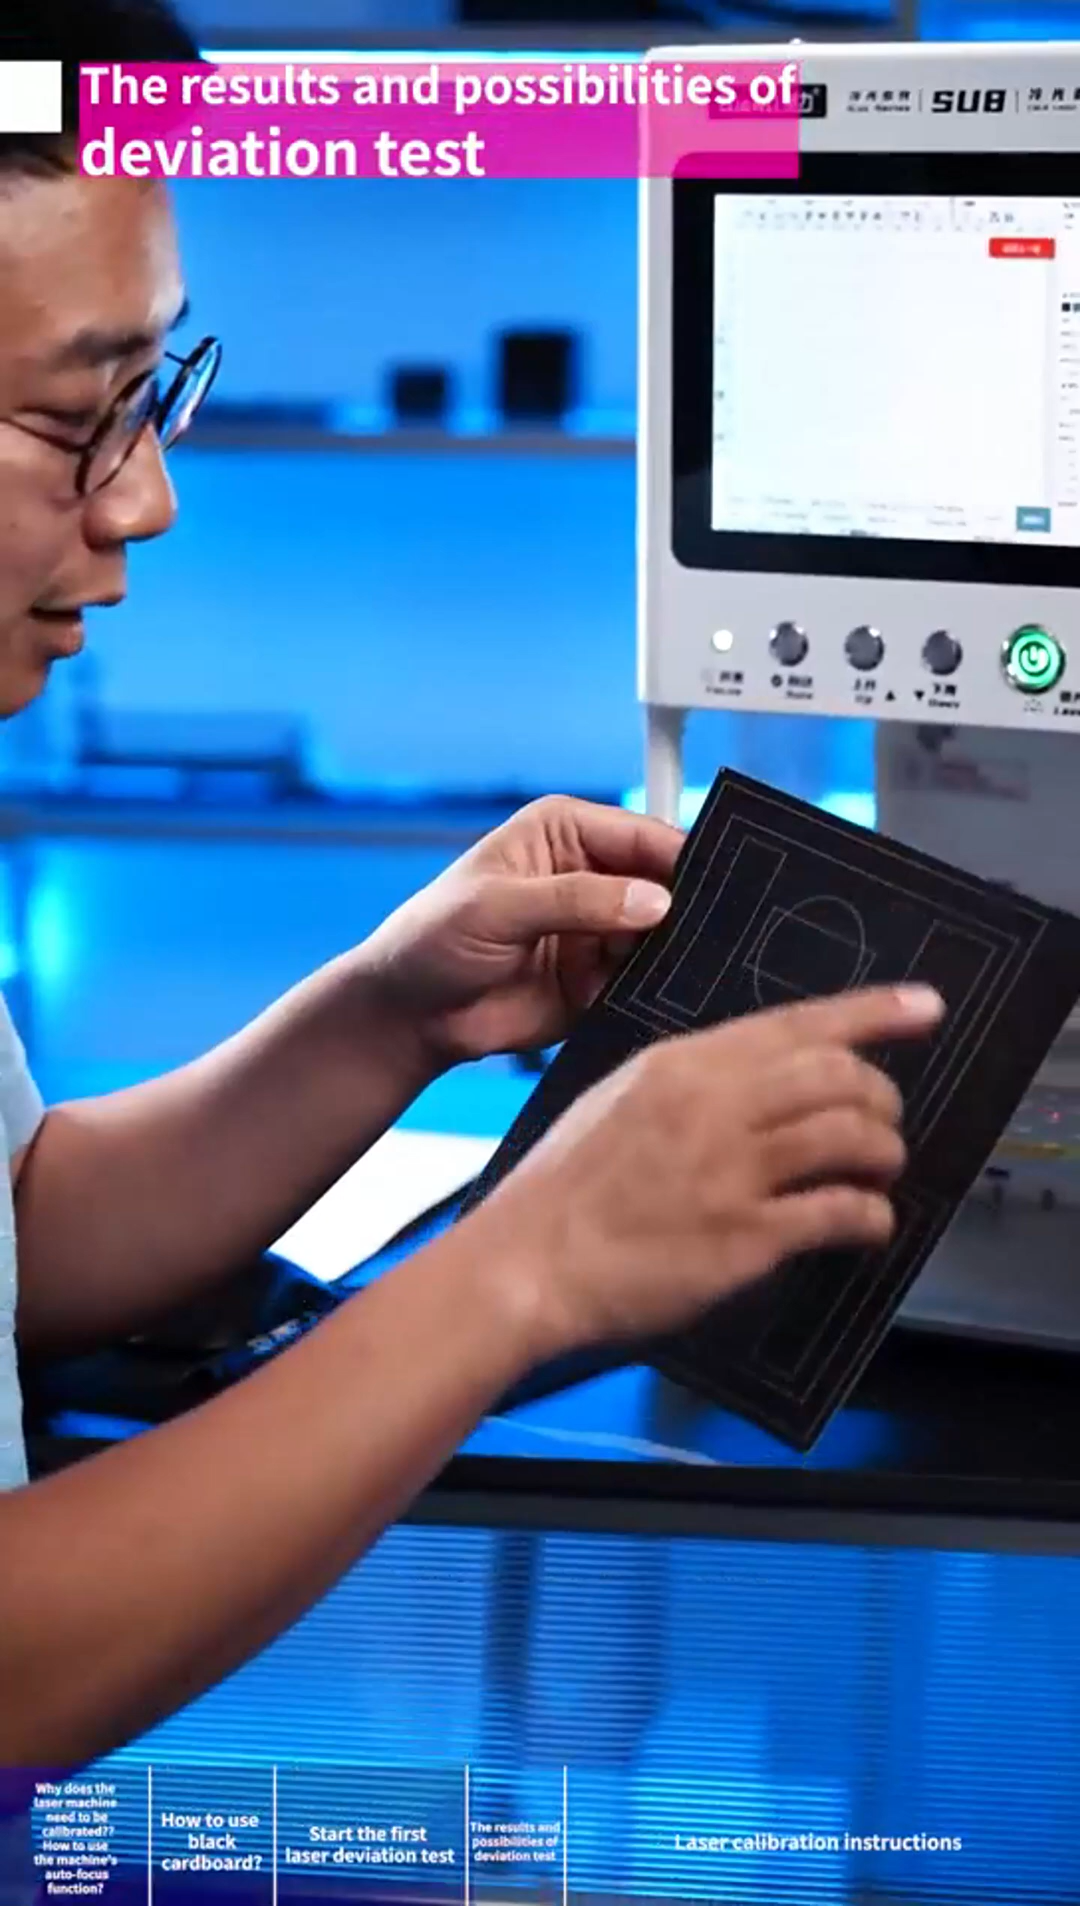 The results and possibilities of
deviation test
SU8
Why does the
laser machine
need to be
calibrated??
How to use
the machine's
auto-focus
function?
How to use
black
cardboard?
Start the first
laser deviation test
The results and
possibilities of
deviation test
Laser calibration instructions